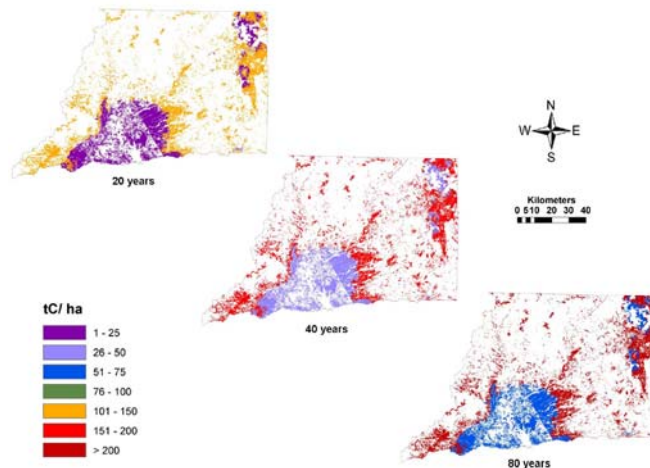 20 years
N
W E
S
Kilometers
0 5 10 20 30 40
40 years
tC/ ha
1 - 25
26 - 50
51 - 75
76 - 100
101 - 150
151 - 200
> 200
80 years